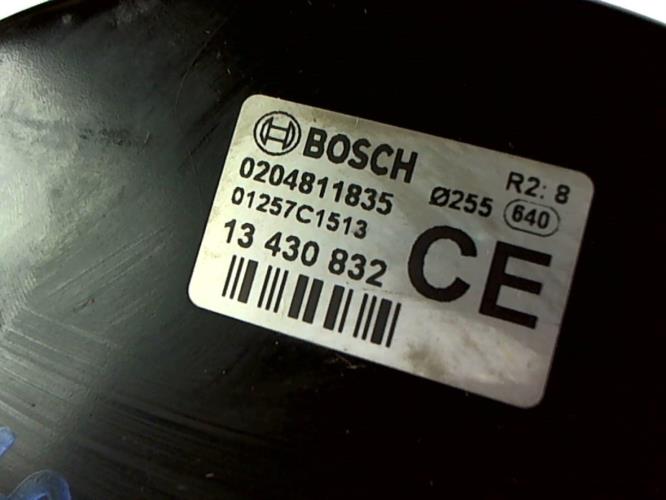 BOSCH R2: 8
0204811835 Ø255 640
01257C1513
13 430 832 CE